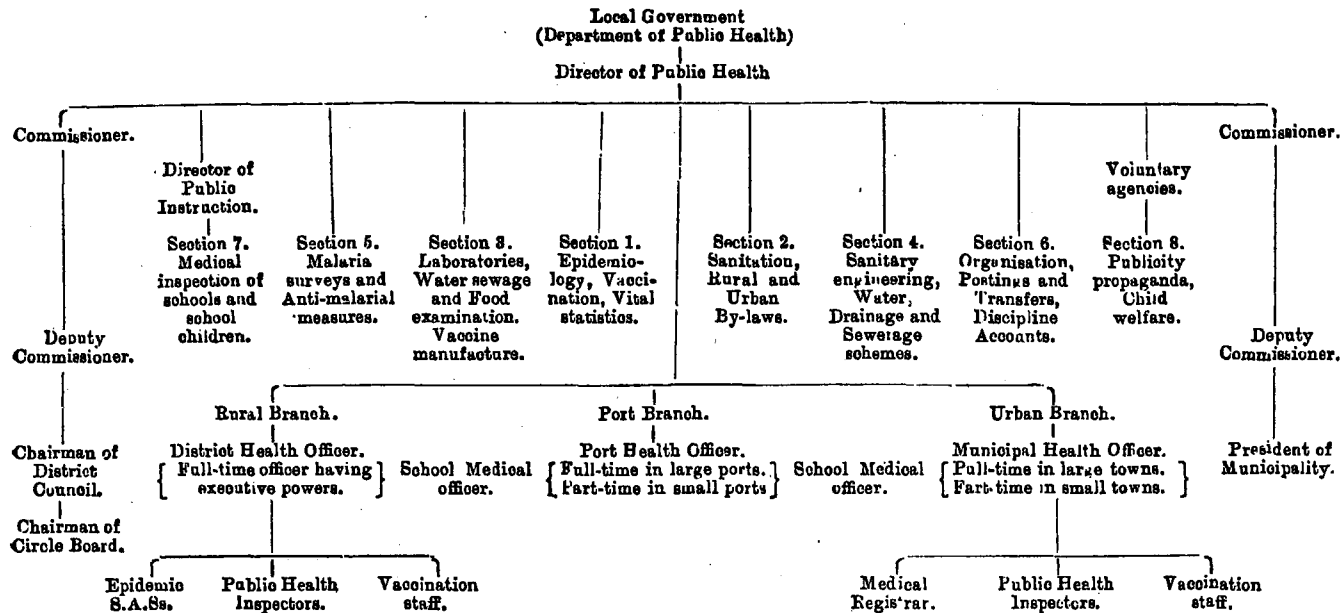 Local Government
(Department of Public Health)
Director of Public Health
Commissioner.
Commissioner.
Director of
Public
Instruction.
Voluntary
agencies.
Section 7.
Medical
inspection of
schools and
school
children.
Section 5.
Malaria
surveys and
Anti-malarial
measures.
Section 3.
Laboratories,
Water sewage
and Food
examination.
Vaccine
manufacture.
Section 1.
Epidemio-
logy, Vacci-
nation, Vital
statistics.
Section 2.
Sanitation,
Rural and
Urban
By-laws.
Section 4.
Sanitary
engineering,
Water,
Drainage and
Sewerage
schemes.
Section 6.
Organisation,
Postings and
Transfers,
Discipline
Accounts.
Section 8.
Publicity
propaganda,
Child
welfare.
Deputy
Commissioner.
Deputy
Commissioner.
Rural Branch.
Port Branch.
Urban Branch.
Chairman of
District
Council.
District Health Officer.
{ Full-time officer having
executive powers. }
School Medical
officer.
Port Health Officer.
{ Full-time in large ports.
Part-time in small ports }
School Medical
officer.
Municipal Health Officer.
{ Full-time in large towns.
Part-time in small towns. }
President of
Municipality.
Chairman of
Circle Board.
Epidemic
S.A.Ss.
Public Health
Inspectors.
Vaccination
staff.
Medical
Registrar.
Public Health
Inspectors.
Vaccination
staff.